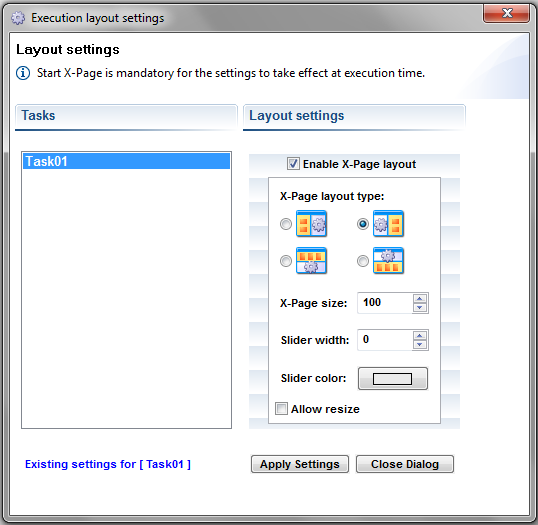 Execution layout settings
Layout settings
Start X-Page is mandatory for the settings to take effect at execution time.
Tasks
Layout settings
Task01
Enable X-Page layout
X-Page layout type:
X-Page size: 100
Slider width: 0
Slider color:
Allow resize
Existing settings for [ Task01 ]
Apply Settings
Close Dialog